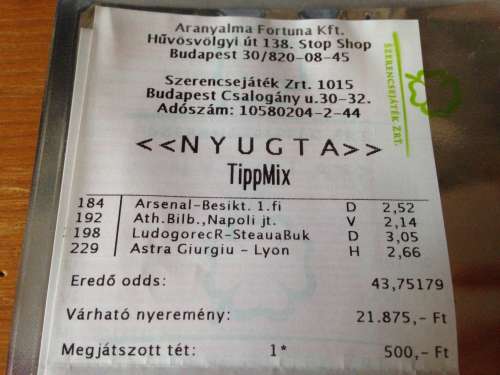 Aranyalma Fortuna Kft.
Hűvösvölgyi út 138. Stop Shop
Budapest 30/820-08-45
Szerencsejáték Zrt. 1015
Budapest Csalogány u.30-32.
Adószám: 10580204-2-44
SZERENCSEJÁTÉK ZRT.
<<NYUGTA>>
TippMix
184 Arsenal-Besikt. 1.fi D 2,52
192 Ath.Bilb.,Napoli jt. V 2,14
198 LudogorecR-SteauaBuk D 3,05
229 Astra Giurgiu - Lyon H 2,66
Eredő odds: 43,75179
Várható nyeremény: 21.875,- Ft
Megjátszott tét: 1* 500,- Ft